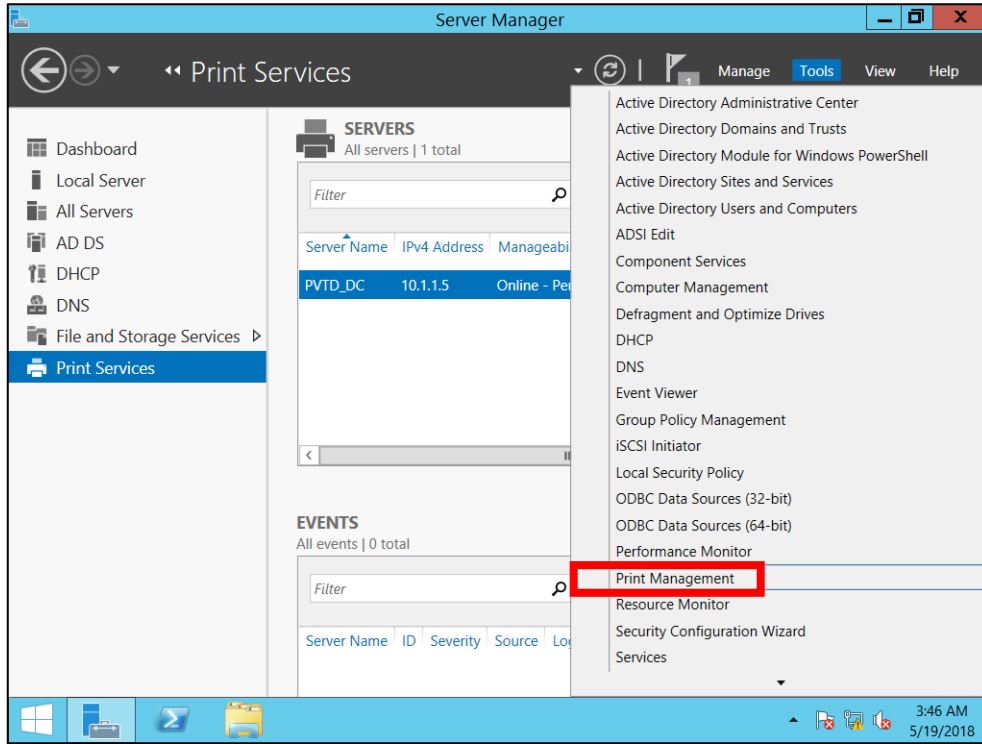 Server Manager
Print Services
1
Manage
Tools
View
Help
Dashboard
Local Server
All Servers
AD DS
DHCP
DNS
File and Storage Services
Print Services
SERVERS
All servers | 1 total
Filter
Server Name IPv4 Address Manageabi
PVTD_DC 10.1.1.5 Online - Per
EVENTS
All events | 0 total
Filter
Server Name ID Severity Source Log
Active Directory Administrative Center
Active Directory Domains and Trusts
Active Directory Module for Windows PowerShell
Active Directory Sites and Services
Active Directory Users and Computers
ADSI Edit
Component Services
Computer Management
Defragment and Optimize Drives
DHCP
DNS
Event Viewer
Group Policy Management
iSCSI Initiator
Local Security Policy
ODBC Data Sources (32-bit)
ODBC Data Sources (64-bit)
Performance Monitor
Print Management
Resource Monitor
Security Configuration Wizard
Services
3:46 AM
5/19/2018